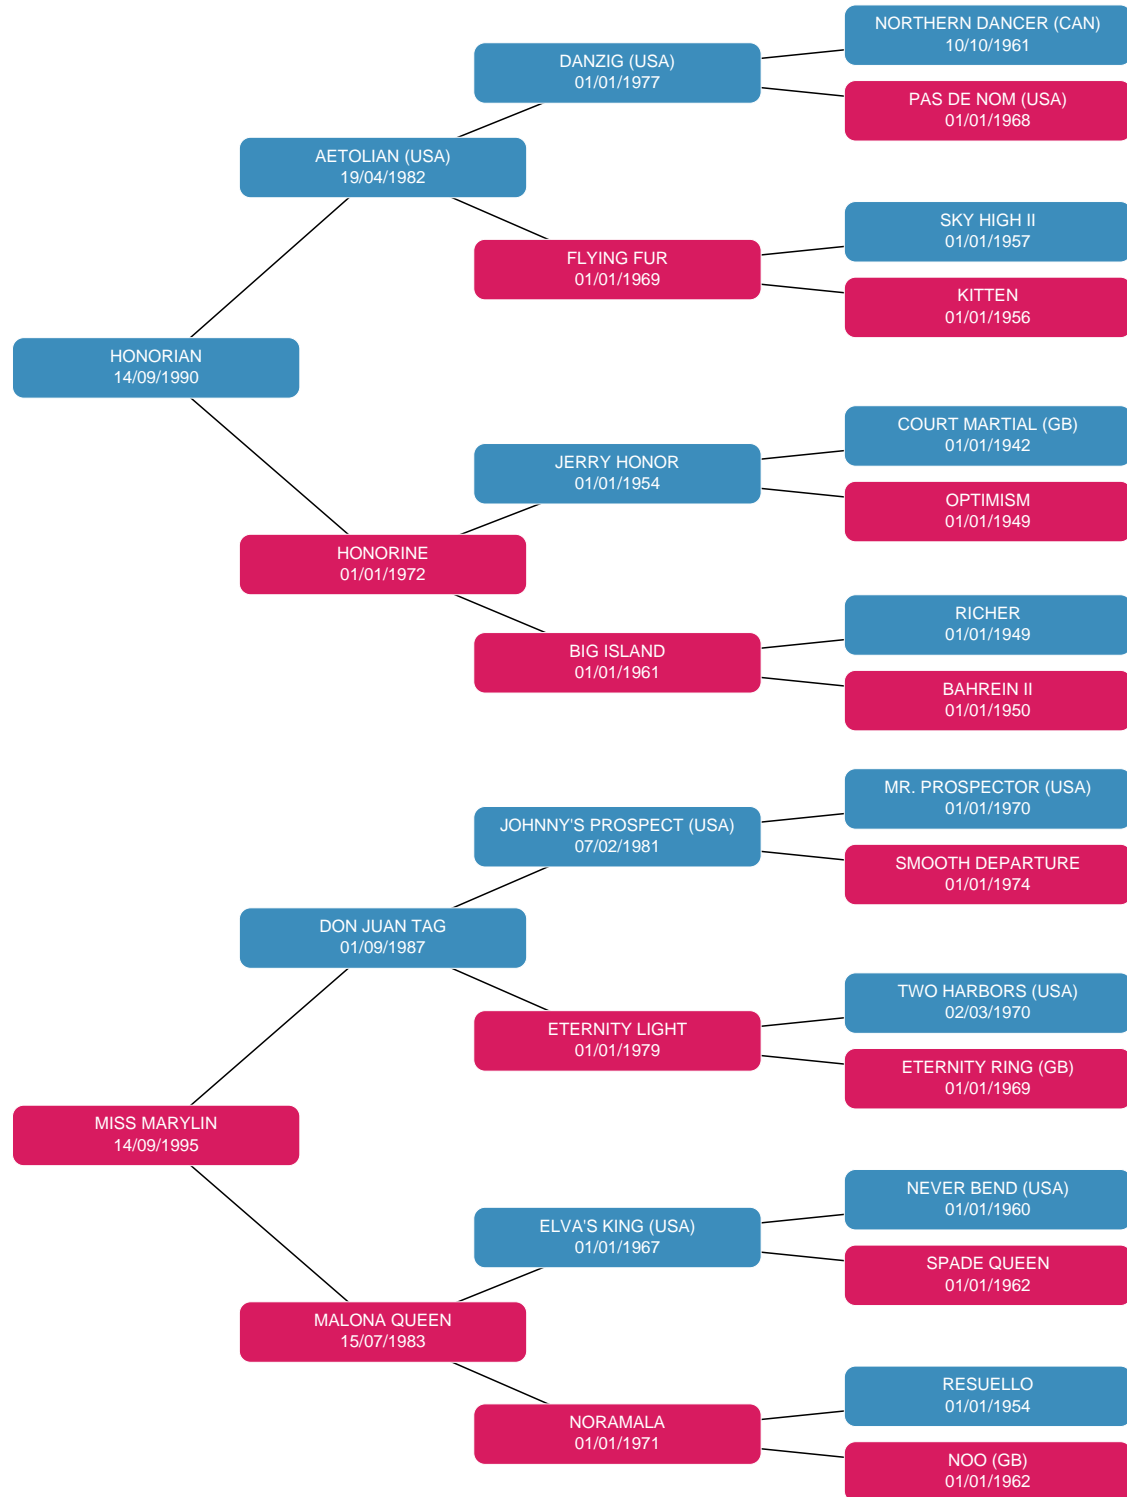 NORTHERN DANCER (CAN)
10/10/1961
DANZIG (USA)
01/01/1977
PAS DE NOM (USA)
01/01/1968
AETOLIAN (USA)
19/04/1982
SKY HIGH II
01/01/1957
FLYING FUR
01/01/1969
KITTEN
01/01/1956
HONORIAN
14/09/1990
COURT MARTIAL (GB)
01/01/1942
JERRY HONOR
01/01/1954
OPTIMISM
01/01/1949
HONORINE
01/01/1972
RICHER
01/01/1949
BIG ISLAND
01/01/1961
BAHREIN II
01/01/1950
MR. PROSPECTOR (USA)
01/01/1970
JOHNNY'S PROSPECT (USA)
07/02/1981
SMOOTH DEPARTURE
01/01/1974
DON JUAN TAG
01/09/1987
TWO HARBORS (USA)
02/03/1970
ETERNITY LIGHT
01/01/1979
ETERNITY RING (GB)
01/01/1969
MISS MARYLIN
14/09/1995
NEVER BEND (USA)
01/01/1960
ELVA'S KING (USA)
01/01/1967
SPADE QUEEN
01/01/1962
MALONA QUEEN
15/07/1983
RESUELLO
01/01/1954
NORAMALA
01/01/1971
NOO (GB)
01/01/1962